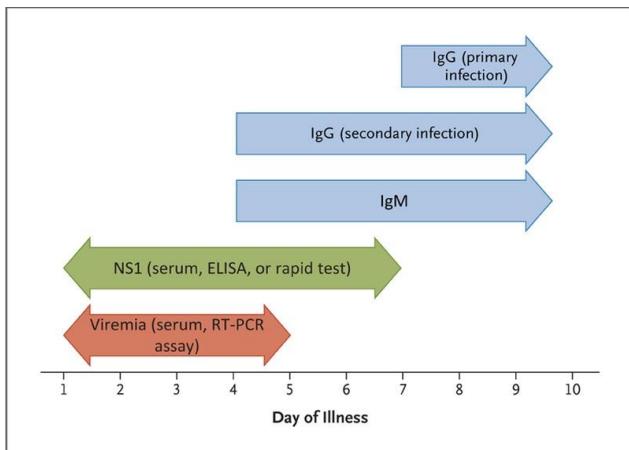 IgG (primary
infection)
IgG (secondary infection)
IgM
NS1 (serum, ELISA, or rapid test)
Viremia (serum, RT-PCR
assay)
1 2 3 4 5 6 7 8 9 10
Day of Illness